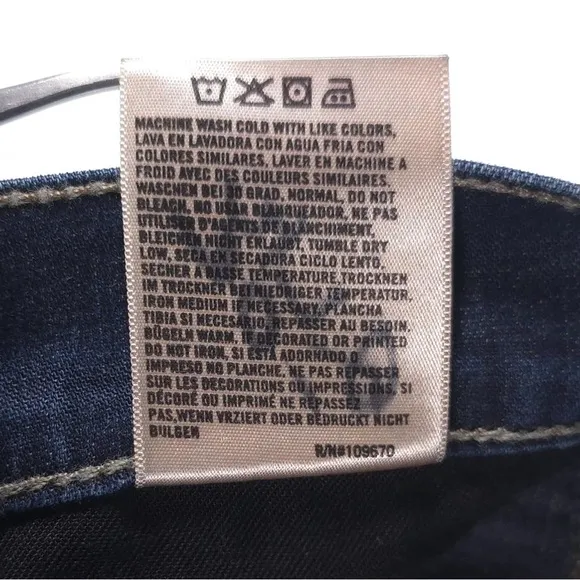 MACHINE WASH COLD WITH LIKE COLORS,
LAVA EN LAVADORA CON AGUA FRIA CON
COLORES SIMILARES, LAVER EN MACHINE A
FROID AVEC DES COULEURS SIMILAIRES.
WASCHEN BEI 30 GRAD, NORMAL, DO NOT
BLEACH, NO USAR BLANQUEADOR, NE PAS
UTILISER D'AGENTS DE BLANCHIMENT.
BLEICHEN NIGHT ERLAUBT, TUMBLE DRY
LOW, SECA EN SECADORA CICLO LENTO,
SECHER A BASSE TEMPERATURE, TROCKNEN
IM TROCKNER BEI NIEDRIGER TEMPERATUR.
IRON MEDIUM IF NECESSARY, PLANCHA
TIBIA SI NECESARIO, REPASSER AU BESOIN.
BÜGELN WARM. IF DECORATED OR PRINTED
DO NOT IRON, SI ESTÁ ADORNADO O
IMPRESO NO PLANCHE, NE PAS REPASSER
SUR LES DECORATIONS OU IMPRESSIONS, SI
DÉCORÉ OU IMPRIMÉ NE REPASSEZ
PAS,WENN VRZIERT ODER BEDRUCKT NICHT
BULGEN
R/N#109670